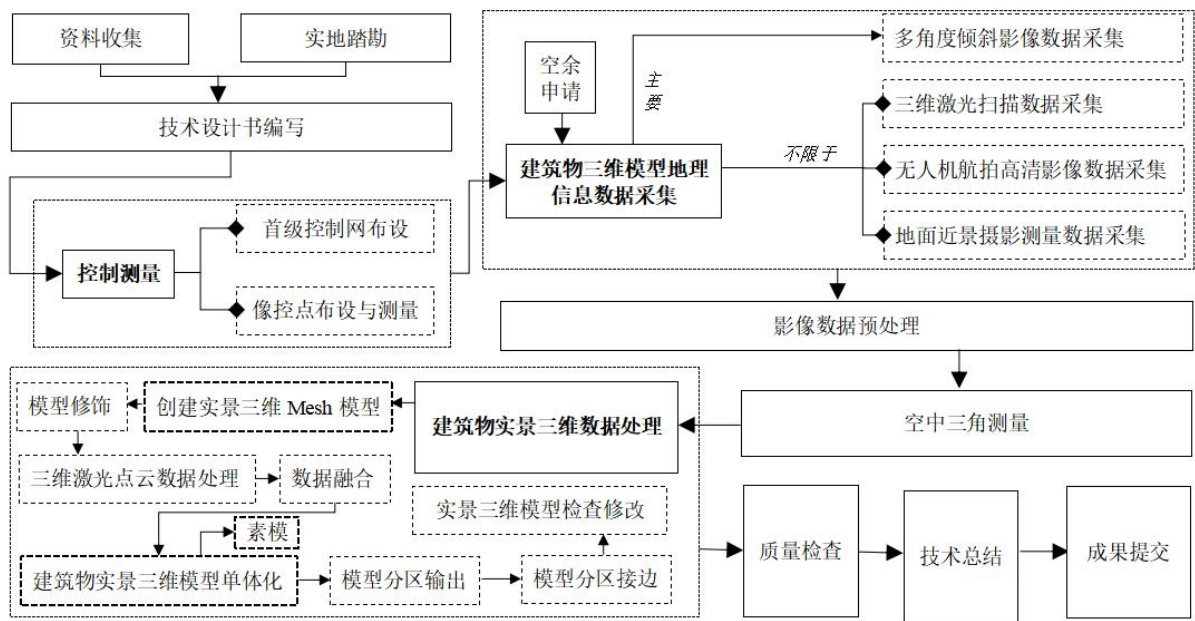 资料收集
实地踏勘
技术设计书编写
控制测量
首级控制网布设
像控点布设与测量
空余
申请
建筑物三维模型地理
信息数据采集
主
要
不限于
多角度倾斜影像数据采集
三维激光扫描数据采集
无人机航拍高清影像数据采集
地面近景摄影测量数据采集
影像数据预处理
空中三角测量
建筑物实景三维数据处理
创建实景三维 Mesh 模型
模型修饰
三维激光点云数据处理
数据融合
素模
建筑物实景三维模型单体化
模型分区输出
模型分区接边
实景三维模型检查修改
质量检查
技术总结
成果提交